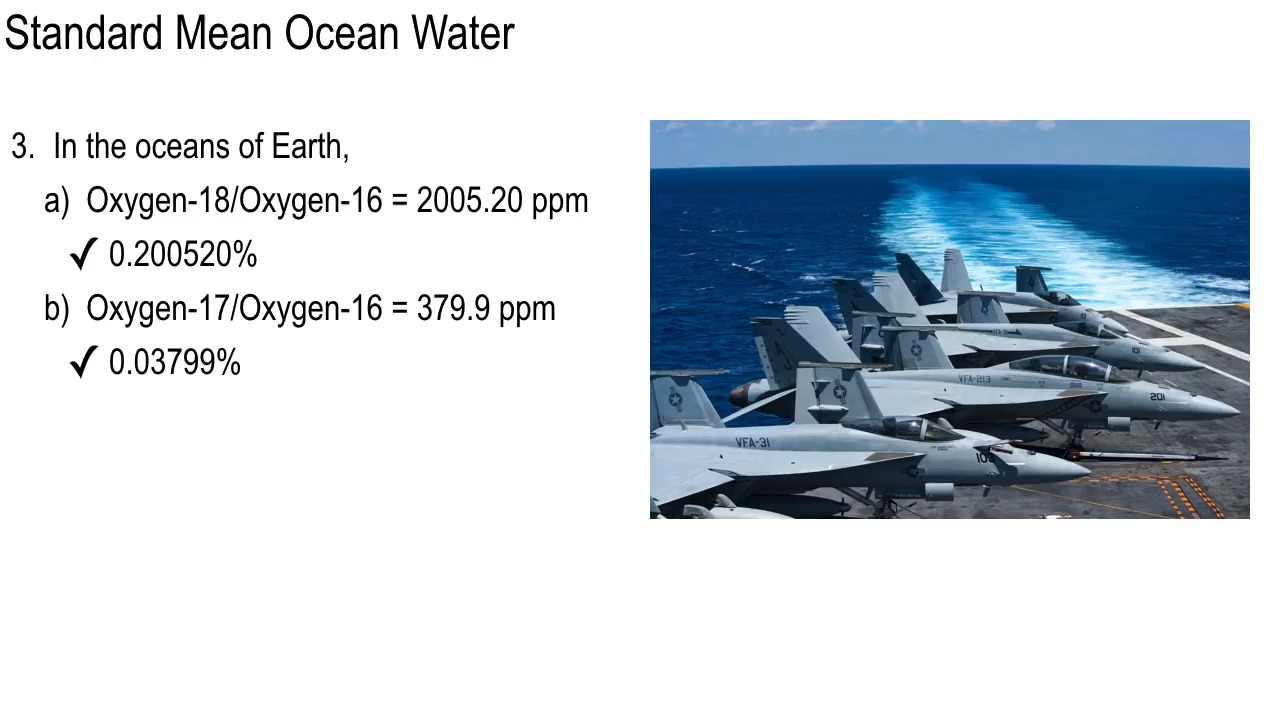 Standard Mean Ocean Water
3. In the oceans of Earth,
a) Oxygen-18/Oxygen-16 = 2005.20 ppm
✓ 0.200520%
b) Oxygen-17/Oxygen-16 = 379.9 ppm
✓ 0.03799%
101
VFA-213
201
VFA-31